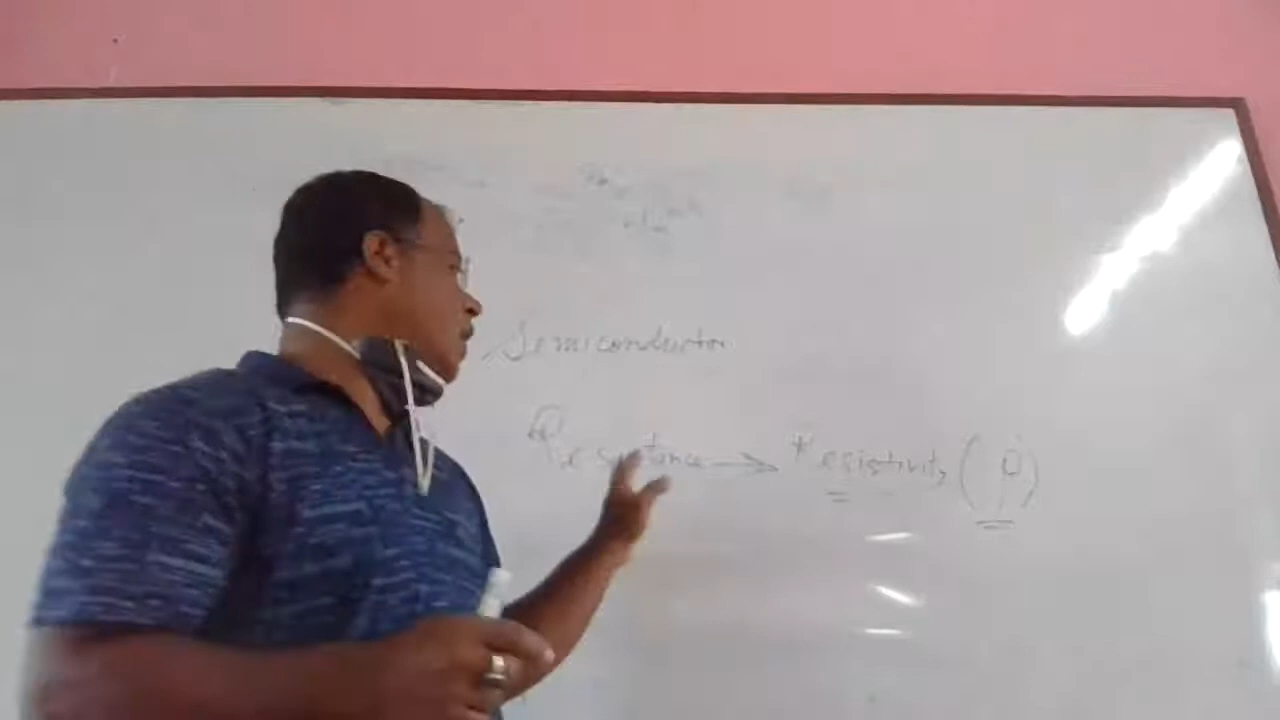 Semiconductor
Resistance → Resistivity (ρ)